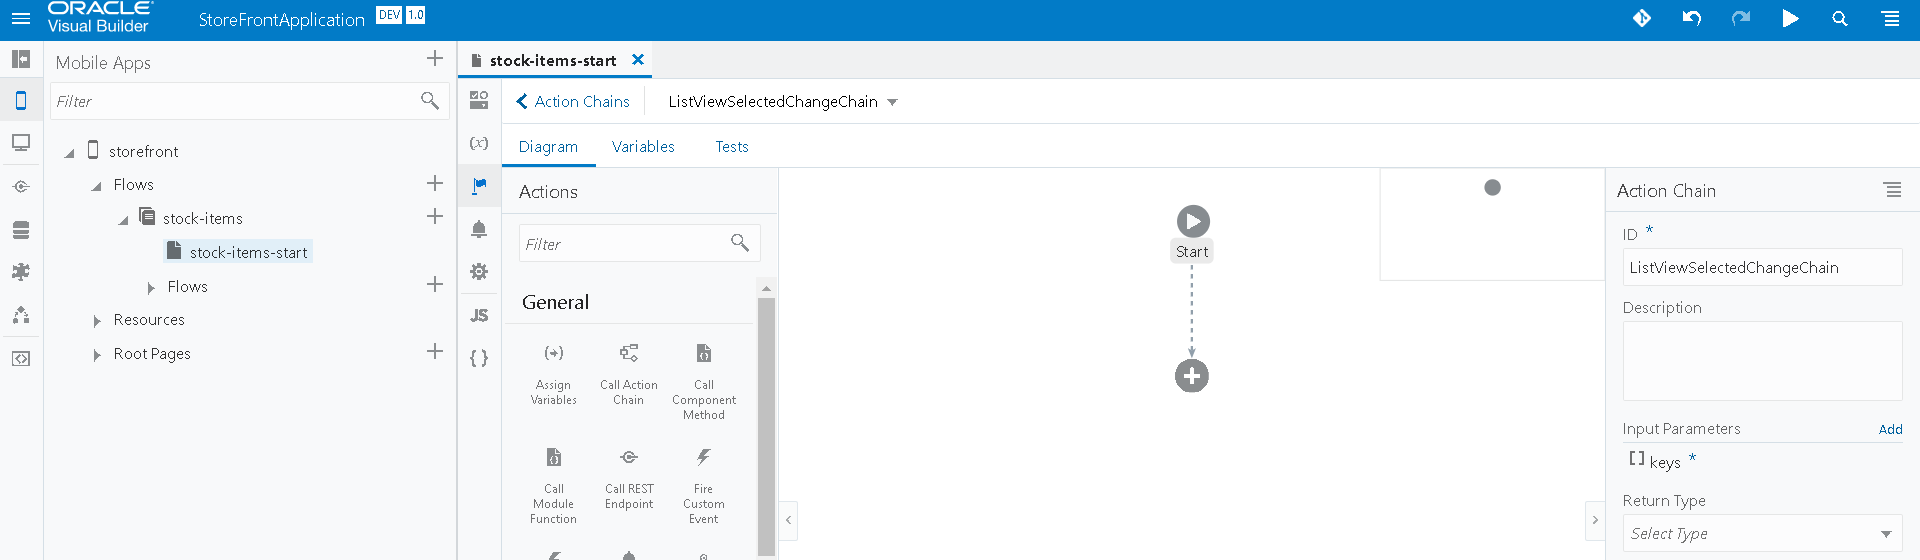 ORACLE
Visual Builder
StoreFrontApplication
DEV 1.0
Mobile Apps
Filter
storefront
Flows
stock-items
stock-items-start
Flows
Resources
Root Pages
stock-items-start
Action Chains
ListViewSelectedChangeChain
Diagram
Variables
Tests
(x)
JS
{ }
Actions
Filter
General
Assign
Variables
Call Action
Chain
Call
Component
Method
Call
Module
Function
Call REST
Endpoint
Fire
Custom
Event
Start
Action Chain
ID *
ListViewSelectedChangeChain
Description
Input Parameters
Add
[] keys *
Return Type
Select Type